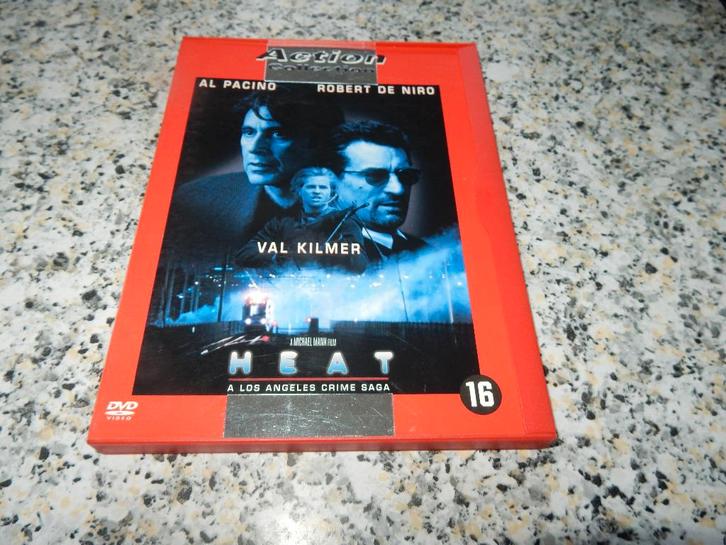 Action
Collection
AL PACINO ROBERT DE NIRO
VAL KILMER
A MICHAEL MANN FILM
HEAT
A LOS ANGELES CRIME SAGA
16
DVD
VIDEO